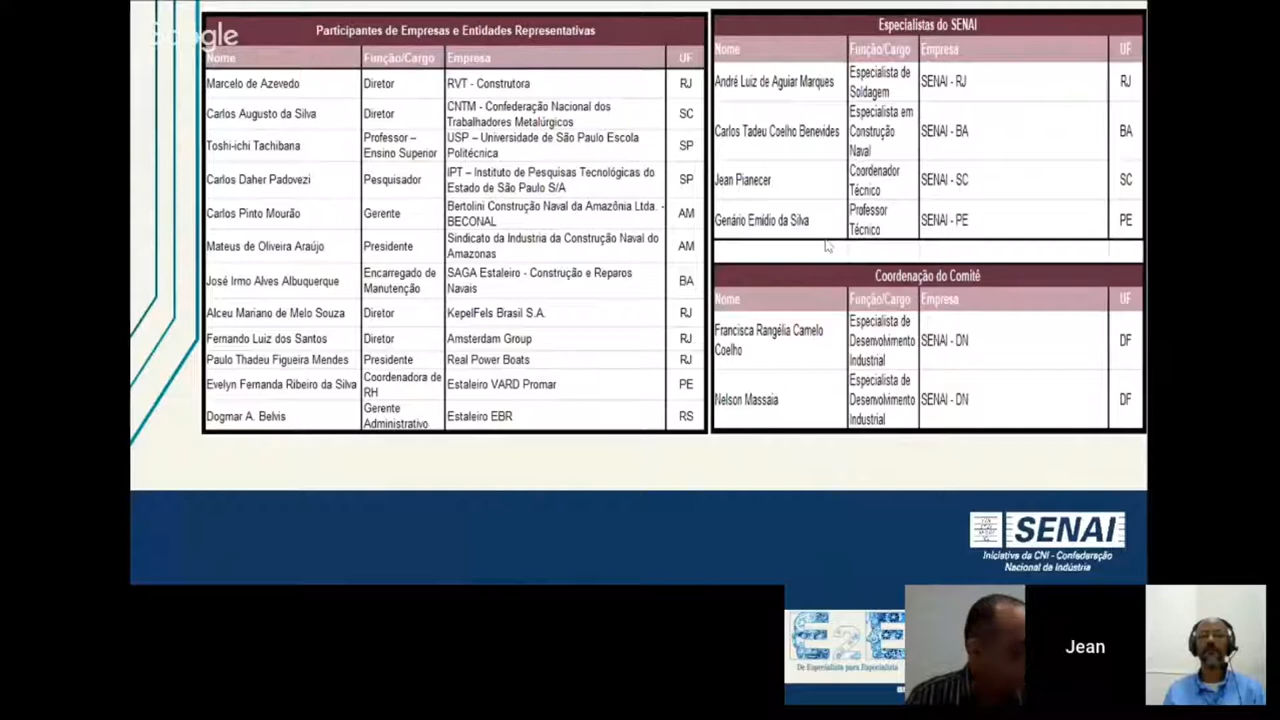 Google
Participantes de Empresas e Entidades Representativas
Nome Função/Cargo Empresa UF
Marcelo de Azevedo Diretor RVT - Construtora RJ
Carlos Augusto da Silva Diretor CNTM - Confederação Nacional dos
Trabalhadores Metalúrgicos SC
Toshi-ichi Tachibana Professor – USP – Universidade de São Paulo Escola SP
Ensino Superior Politécnica
Carlos Daher Padovezi Pesquisador IPT – Instituto de Pesquisas Tecnológicas do
Estado de São Paulo S/A SP
Carlos Pinto Mourão Gerente Bertolini Construção Naval da Amazônia Ltda. -
BECONAL AM
Mateus de Oliveira Araújo Presidente Sindicato da Industria da Construção Naval do
Amazonas AM
José Irmo Alves Albuquerque Encarregado de SAGA Estaleiro - Construção e Reparos BA
Manutenção Navais
Alceu Mariano de Melo Souza Diretor KepelFels Brasil S.A. RJ
Fernando Luiz dos Santos Diretor Amsterdam Group RJ
Paulo Thadeu Figueira Mendes Presidente Real Power Boats RJ
Evelyn Fernanda Ribeiro da Silva Coordenadora de Estaleiro VARD Promar PE
RH
Dogmar A. Belvis Gerente Estaleiro EBR RS
Administrativo
Especialistas do SENAI
Nome Função/Cargo Empresa UF
André Luiz de Aguiar Marques Especialista de SENAI - RJ RJ
Soldagem
Especialista em
Carlos Tadeu Coelho Benevides Construção SENAI - BA BA
Naval
Jean Pianecer Coordenador SENAI - SC SC
Técnico
Genário Emídio da Silva Professor SENAI - PE PE
Técnico
Coordenação do Comitê
Nome Função/Cargo Empresa UF
Francisca Rangélia Camelo Especialista de
Coelho Desenvolvimento SENAI - DN DF
Industrial
Especialista de
Nelson Massaia Desenvolvimento SENAI - DN DF
Industrial
SENAI
Iniciativa da CNI - Confederação
Nacional da Indústria
E2E
De Especialista para Especialista
Jean